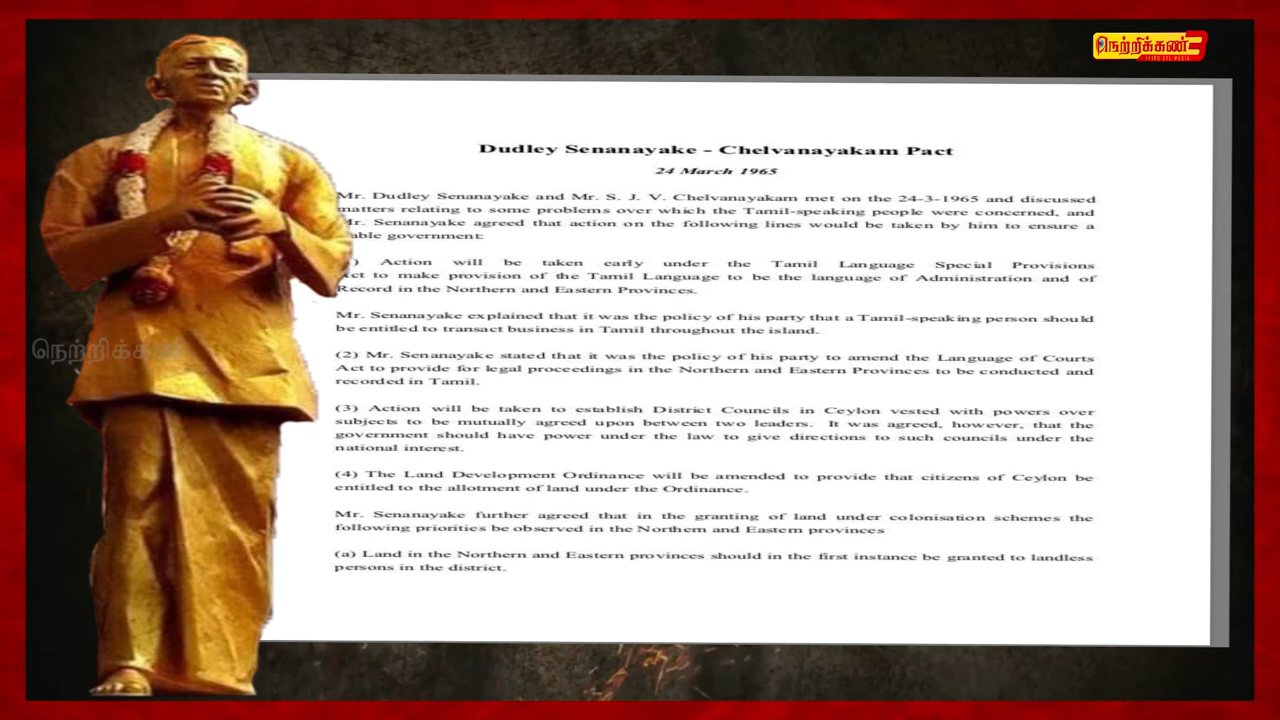 நெற்றிக்கண்
THIRD EYE MEDIA
Dudley Senanayake – Chelvanayakam Pact
24 March 1965
Mr. Dudley Senanayake and Mr. S. J. V. Chelvanayakam met on the 24-3-1965 and discussed
matters relating to some problems over which the Tamil-speaking people were concerned, and
Mr. Senanayake agreed that action on the following lines would be taken by him to ensure a
able government:
) Action will be taken early under the Tamil Language Special Provisions
Act to make provision of the Tamil Language to be the language of Administration and of
Record in the Northern and Eastern Provinces.
Mr. Senanayake explained that it was the policy of his party that a Tamil-speaking person should
be entitled to transact business in Tamil throughout the island.
நெற்றிக்கண்
(2) Mr. Senanayake stated that it was the policy of his party to amend the Language of Courts
Act to provide for legal proceedings in the Northern and Eastern Provinces to be conducted and
recorded in Tamil.
(3) Action will be taken to establish District Councils in Ceylon vested with powers over
subjects to be mutually agreed upon between two leaders. It was agreed, however, that the
government should have power under the law to give directions to such councils under the
national interest.
(4) The Land Development Ordinance will be amended to provide that citizens of Ceylon be
entitled to the allotment of land under the Ordinance.
Mr. Senanayake further agreed that in the granting of land under colonisation schemes the
following priorities be observed in the Northern and Eastern provinces
(a) Land in the Northern and Eastern provinces should in the first instance be granted to landless
persons in the district.